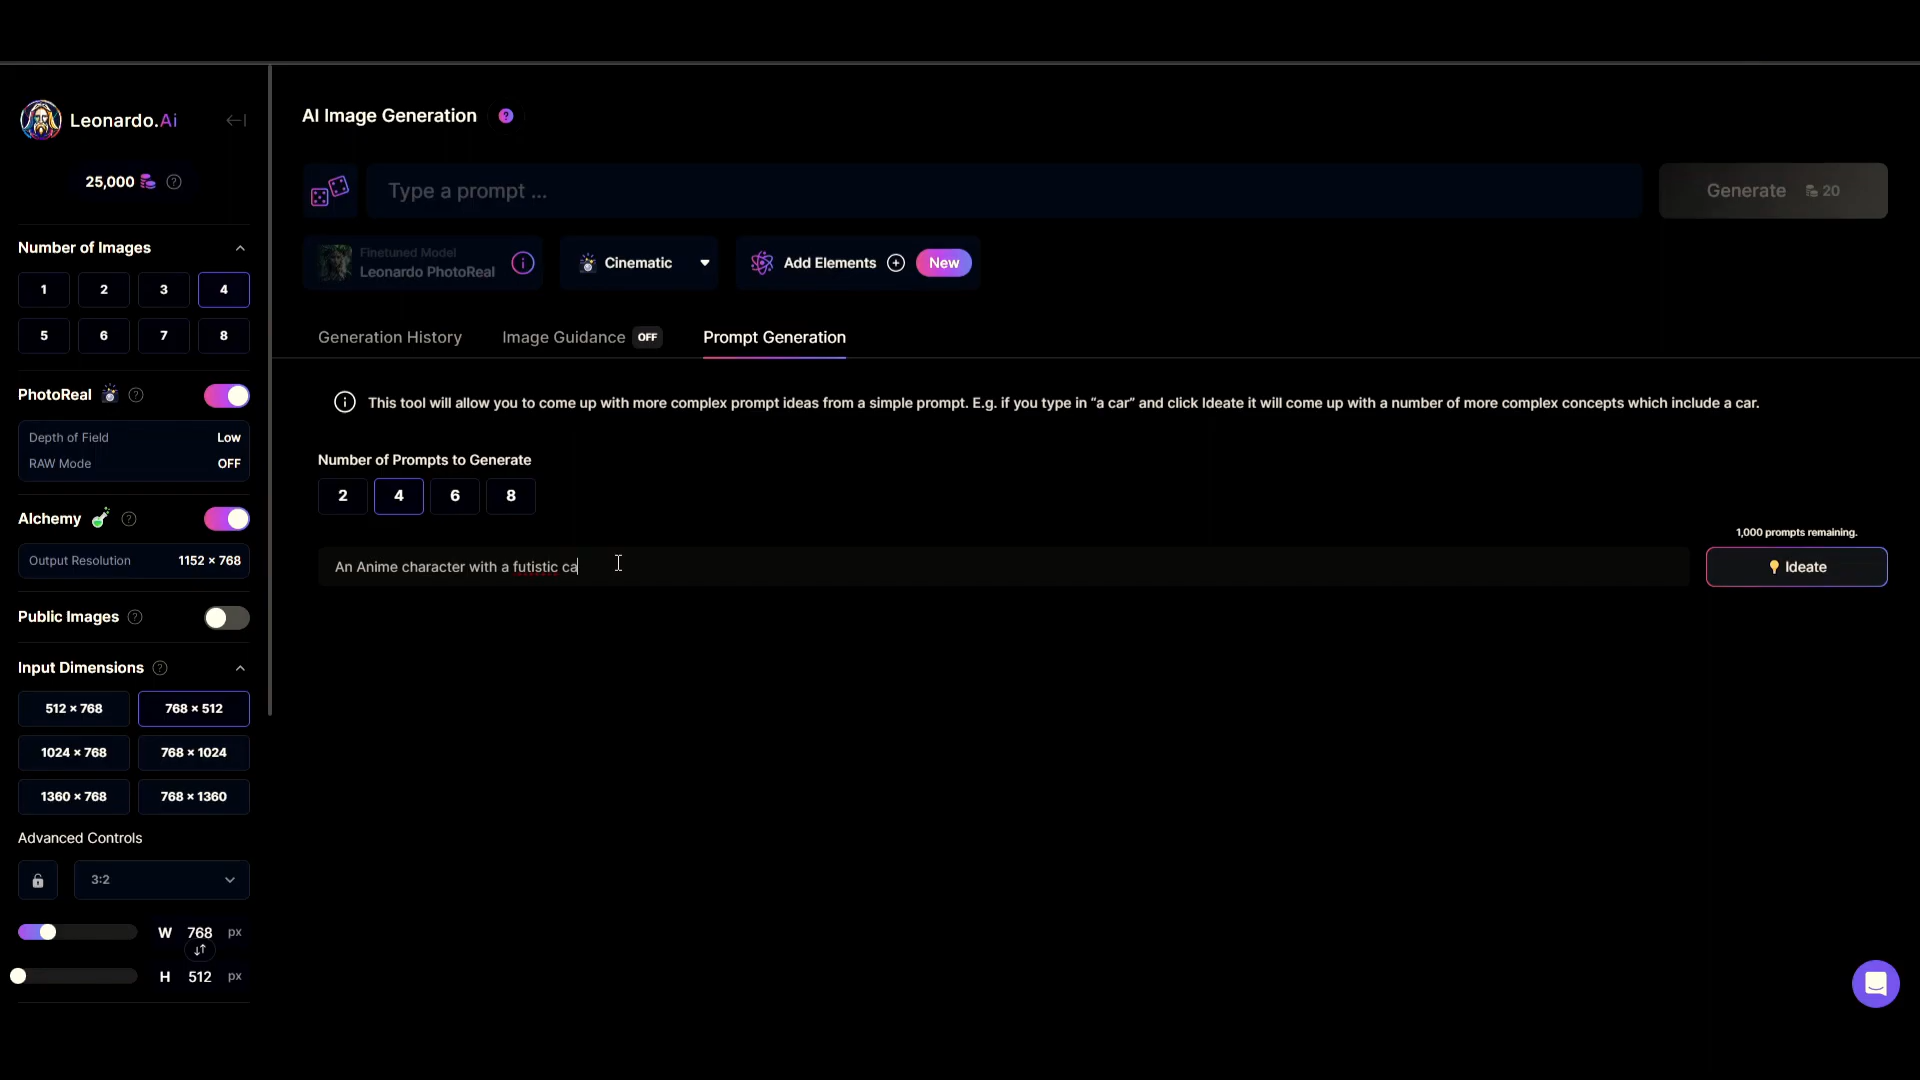 Leonardo.Ai
25,000
Number of Images
1 2 3 4
5 6 7 8
PhotoReal
Depth of Field Low
RAW Mode OFF
Alchemy
Output Resolution 1152 × 768
Public Images
Input Dimensions
512 × 768 768 × 512
1024 × 768 768 × 1024
1360 × 768 768 × 1360
Advanced Controls
3:2
W 768 px
H 512 px
AI Image Generation ?
Type a prompt ...
Generate 20
Finetuned Model
Leonardo PhotoReal
Cinematic
Add Elements New
Generation History Image Guidance OFF Prompt Generation
This tool will allow you to come up with more complex prompt ideas from a simple prompt. E.g. if you type in “a car” and click Ideate it will come up with a number of more complex concepts which include a car.
Number of Prompts to Generate
2 4 6 8
1,000 prompts remaining.
An Anime character with a futistic ca
Ideate